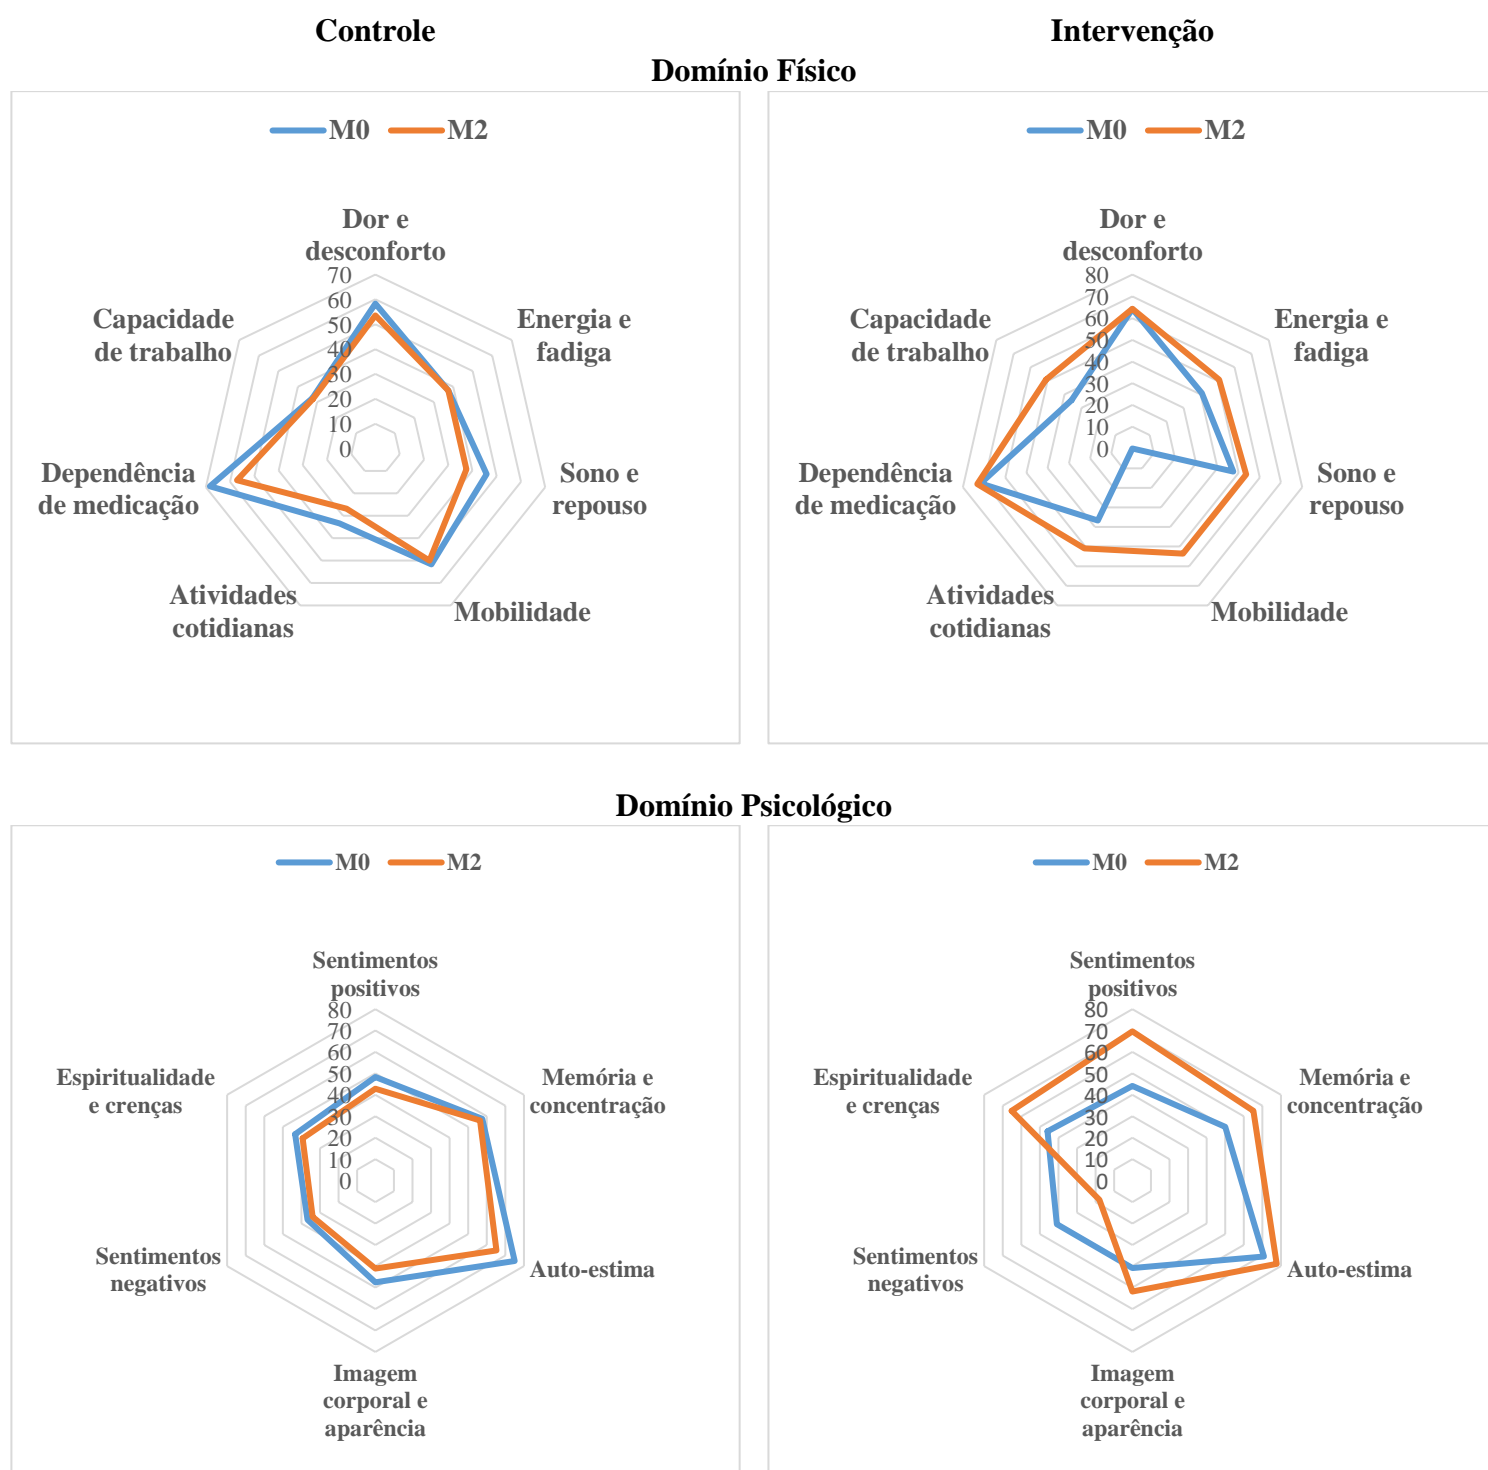 Controle
Intervenção
Domínio Físico
M0 M2
Dor e
desconforto
70
60
50
40
30
20
10
0
Energia e
fadiga
Sono e
repouso
Mobilidade
Atividades
cotidianas
Dependência
de medicação
Capacidade
de trabalho
M0 M2
Dor e
desconforto
80
70
60
50
40
30
20
10
0
Energia e
fadiga
Sono e
repouso
Mobilidade
Atividades
cotidianas
Dependência
de medicação
Capacidade
de trabalho
Domínio Psicológico
M0 M2
Sentimentos
positivos
80
70
60
50
40
30
20
10
0
Memória e
concentração
Auto-estima
Imagem
corporal e
aparência
Sentimentos
negativos
Espiritualidade
e crenças
M0 M2
Sentimentos
positivos
80
70
60
50
40
30
20
10
0
Memória e
concentração
Auto-estima
Imagem
corporal e
aparência
Sentimentos
negativos
Espiritualidade
e crenças